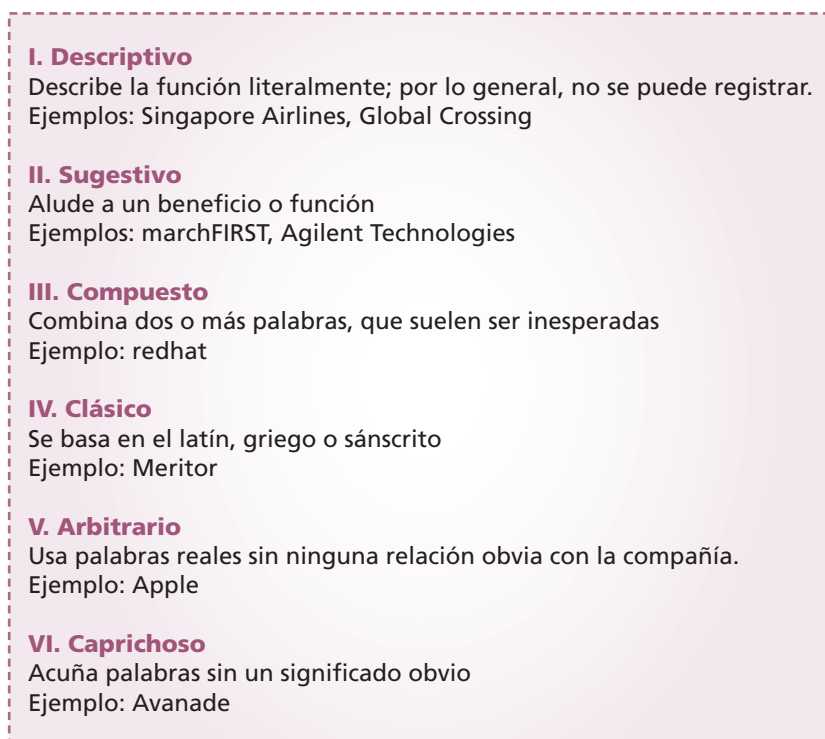 I. Descriptivo
Describe la función literalmente; por lo general, no se puede registrar.
Ejemplos: Singapore Airlines, Global Crossing
II. Sugestivo
Alude a un beneficio o función
Ejemplos: marchFIRST, Agilent Technologies
III. Compuesto
Combina dos o más palabras, que suelen ser inesperadas
Ejemplo: redhat
IV. Clásico
Se basa en el latín, griego o sánscrito
Ejemplo: Meritor
V. Arbitrario
Usa palabras reales sin ninguna relación obvia con la compañía.
Ejemplo: Apple
VI. Caprichoso
Acuña palabras sin un significado obvio
Ejemplo: Avanade